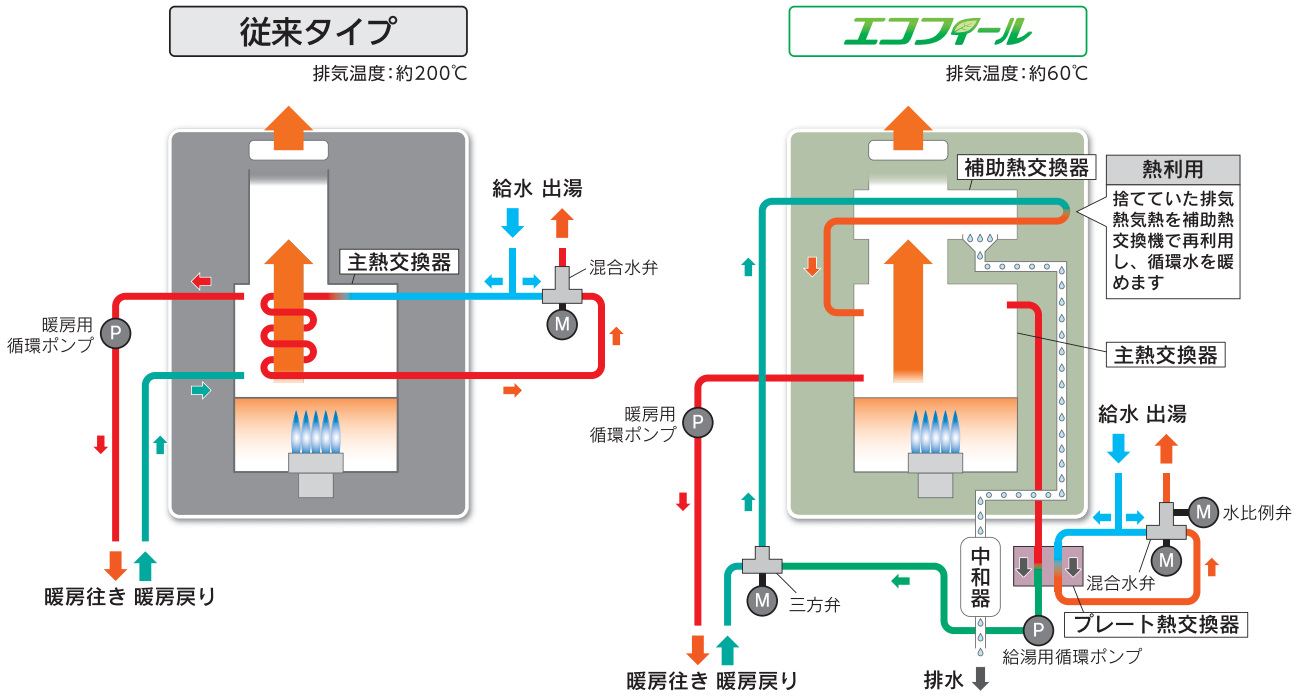 従来タイプ
排気温度:約200℃
給水 出湯
主熱交換器
混合水弁
M
暖房用
循環ポンプ
P
暖房往き 暖房戻り
エコフィール
排気温度:約60℃
補助熱交換器
熱利用
捨てていた排気
熱気熱を補助熱
交換機で再利用
し、循環水を暖
めます
主熱交換器
暖房用
循環ポンプ
P
給水 出湯
M
水比例弁
M
混合水弁
中和器
M
三方弁
プレート熱交換器
P
給湯用循環ポンプ
暖房往き 暖房戻り
排水